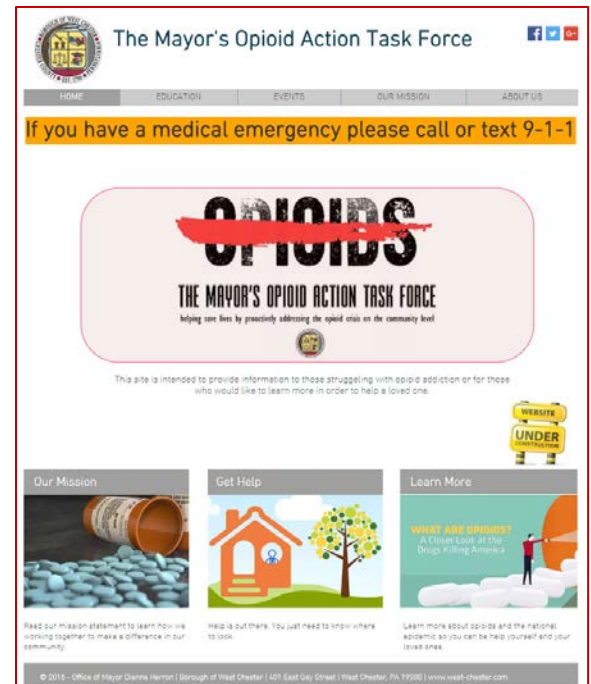 The Mayor's Opioid Action Task Force
HOME EDUCATION EVENTS OUR MISSION ABOUT US
If you have a medical emergency please call or text 9-1-1
OPIOIDS
THE MAYOR'S OPIOID ACTION TASK FORCE
helping save lives by proactively addressing the opioid crisis on the community level
This site is intended to provide information to those struggling with opioid addiction or for those
who would like to learn more in order to help a loved one.
WEBSITE
UNDER
CONSTRUCTION
Our Mission
Get Help
Learn More
WHAT ARE OPIOIDS?
A Closer Look at the
Drugs Killing America
Read our mission statement to learn how we
working together to make a difference in our
community.
Help is out there. You just need to know where
to look.
Learn more about opioids and the national
epidemic so you can be help yourself and your
loved ones.
© 2016 - Office of Mayor Dianne Herrin | Borough of West Chester | 401 East Gay Street | West Chester, PA 19380 | www.west-chester.com